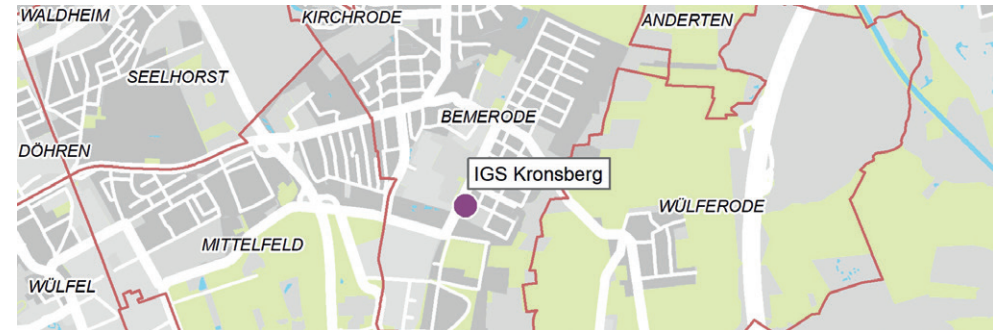 WALDHEIM
KIRCHRODE
ANDERTEN
SEELHORST
BEMERODE
DÖHREN
IGS Kronsberg
WÜLFERODE
MITTELFELD
WÜLFEL